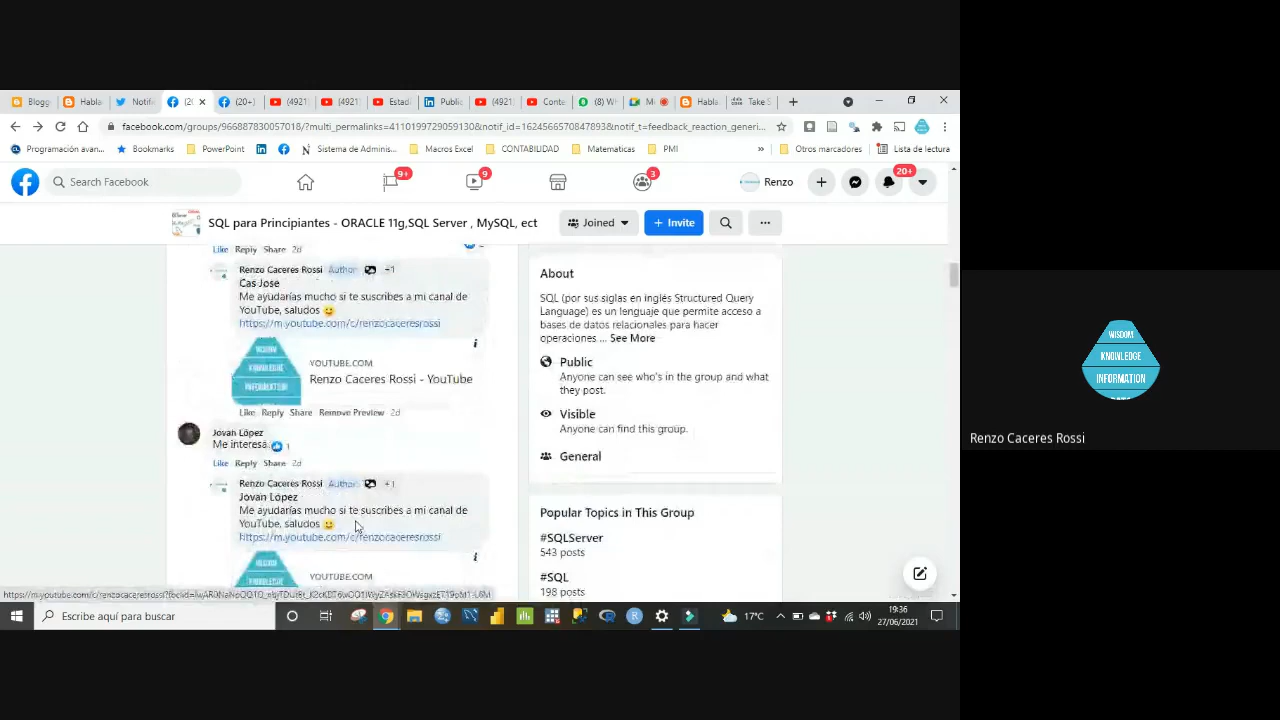 Blogg
Habla
Notifi
(20
(20+)
(4921
(4921
Estad
Public
(4921
Conte
(8) W
M
Habla
Take S
facebook.com/groups/966887830057018/?multi_permalinks=4110199729059130&notif_id=1624566570847893&notif_t=feedback_reaction_generi...
Programación avan...
Bookmarks
PowerPoint
Sistema de Adminis...
Macros Excel
CONTABILIDAD
Matematicas
PMI
»
Otros marcadores
Lista de lectura
Search Facebook
9+
9
3
Renzo
20+
SQL para Principiantes - ORACLE 11g,SQL Server , MySQL, ect
Joined
+ Invite
Like Reply Share 2d
Renzo Caceres Rossi Author +1
Cas Jose
Me ayudarías mucho si te suscribes a mi canal de
YouTube, saludos
https://m.youtube.com/c/renzocaceresrossi
WISDOM
KNOWLEDGE
INFORMATION
YOUTUBE.COM
Renzo Caceres Rossi - YouTube
Like Reply Share Remove Preview 2d
Jovan López
Me interesa
1
Like Reply Share 2d
Renzo Caceres Rossi Author +1
Jovan López
Me ayudarías mucho si te suscribes a mi canal de
YouTube, saludos
https://m.youtube.com/c/renzocaceresrossi
WISDOM
KNOWLEDGE
YOUTUBE.COM
About
SQL (por sus siglas en inglés Structured Query
Language) es un lenguaje que permite acceso a
bases de datos relacionales para hacer
operaciones ... See More
Public
Anyone can see who's in the group and what
they post.
Visible
Anyone can find this group.
General
Popular Topics in This Group
#SQLServer
543 posts
#SQL
198 posts
Escribe aquí para buscar
17°C
19:36
27/06/2021
WISDOM
KNOWLEDGE
INFORMATION
Renzo Caceres Rossi